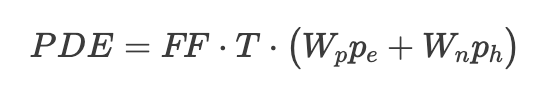 PDE = FF · T · (W_p p_e + W_n p_h)